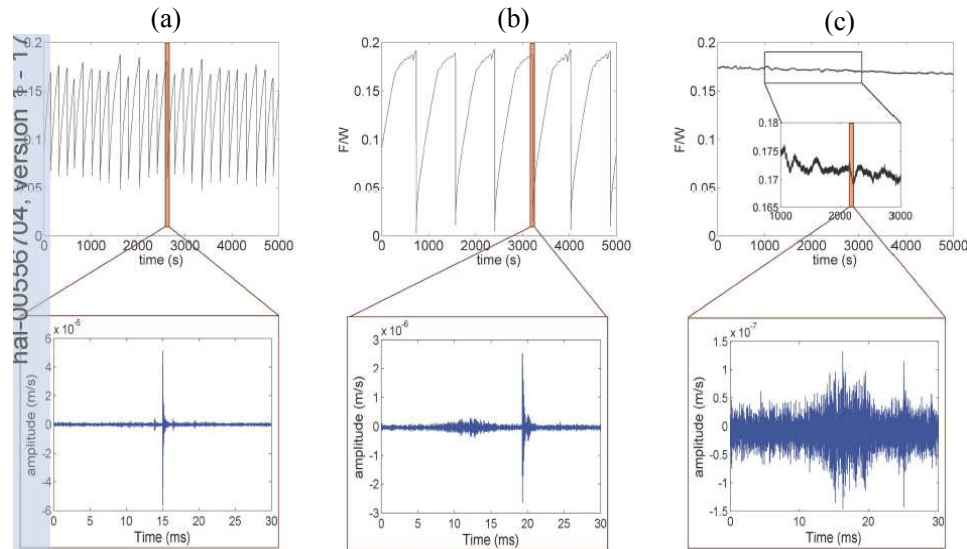 (a)
(b)
(c)
hal-00556704, version
0.2
0.15
0.1
0.05
0
0 1000 2000 3000 4000 5000
time (s)
F/W
0.2
0.15
0.1
0.05
0
0 1000 2000 3000 4000 5000
time (s)
F/W
0.2
0.15
0.1
0.05
0
0 1000 2000 3000 4000 5000
time (s)
0.18
0.175
0.17
0.165
1000 2000 3000
x 10⁻⁶
amplitude (m/s)
6
4
2
0
-2
-4
-6
0 5 10 15 20 25 30
Time (ms)
x 10⁻⁶
amplitude (m/s)
3
2
1
0
-1
-2
-3
0 5 10 15 20 25 30
Time (ms)
x 10⁻⁷
amplitude (m/s)
1.5
1
0.5
0
-0.5
-1
-1.5
0 10 20 30
Time (ms)